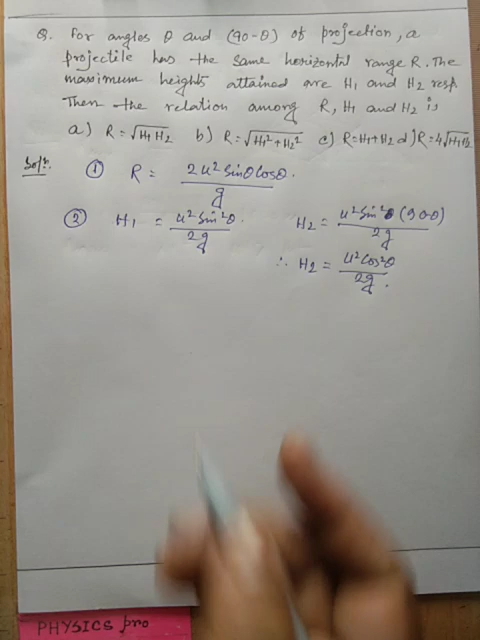 Q. For angles θ and (90-θ) of projection, a
projectile has the same horizontal range R. The
maximum heights attained are H1 and H2 resp
Then the relation among R, H1 and H2 is
a) R = √H1H2 b) R = √H1²+H2² c) R=H1+H2 d) R=4√H1H2
Soln. ① R = 2u² Sinθ Cosθ / g
② H1 = u² Sin²θ / 2g H2 = u² Sin² (90-θ) / 2g
∴ H2 = u² Cos²θ / 2g
PHYSICS pro